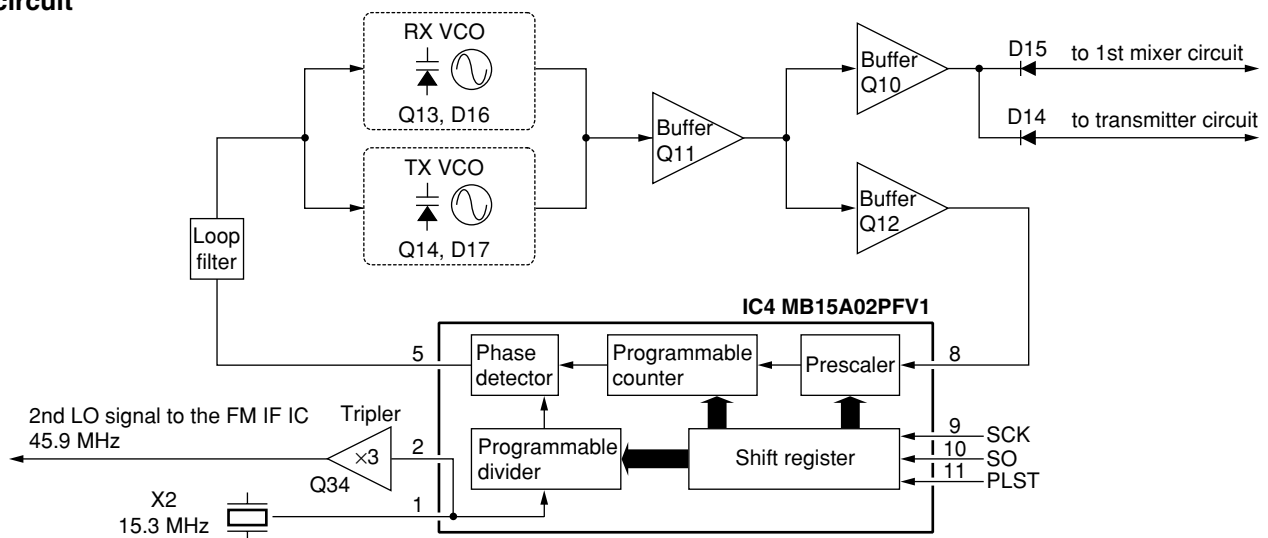 circuit
RX VCO
Q13, D16
TX VCO
Q14, D17
Loop
filter
Buffer
Q11
Buffer
Q10
Buffer
Q12
D15
to 1st mixer circuit
D14
to transmitter circuit
IC4 MB15A02PFV1
5
Phase
detector
Programmable
counter
Prescaler
8
2nd LO signal to the FM IF IC
45.9 MHz
Tripler
×3
Q34
2
Programmable
divider
Shift register
9
SCK
10
SO
11
PLST
X2
15.3 MHz
1